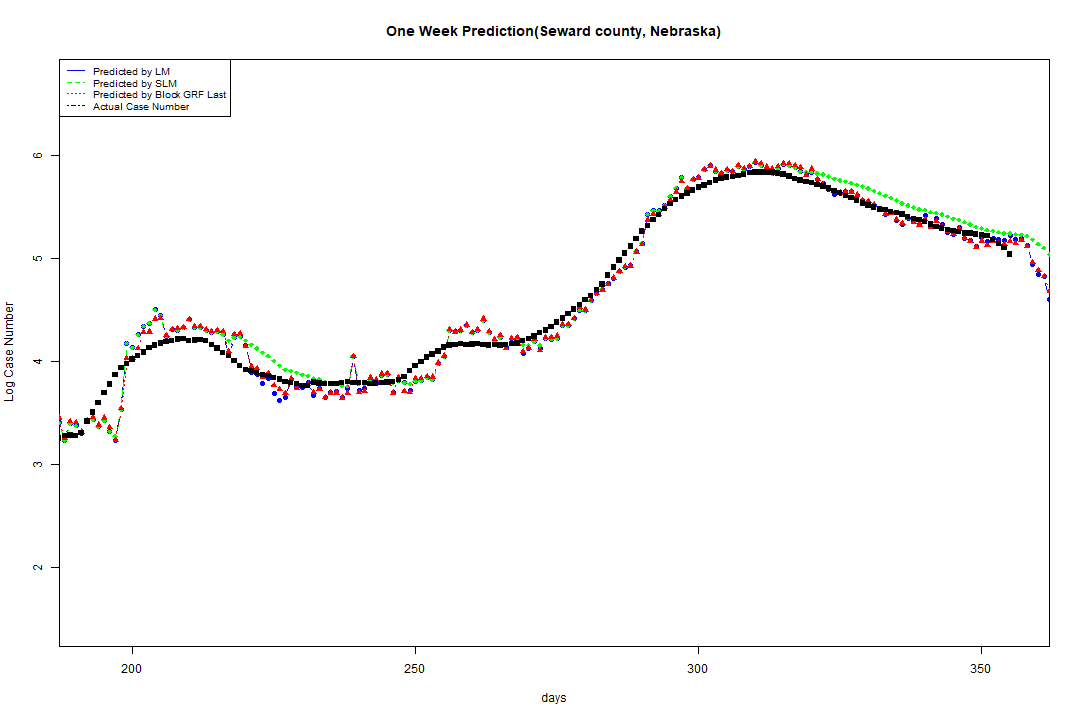 One Week Prediction(Seward county, Nebraska)
Predicted by LM
Predicted by SLM
Predicted by Block GRF Last
Actual Case Number
6
5
4
3
2
Log Case Number
200
250
300
350
days